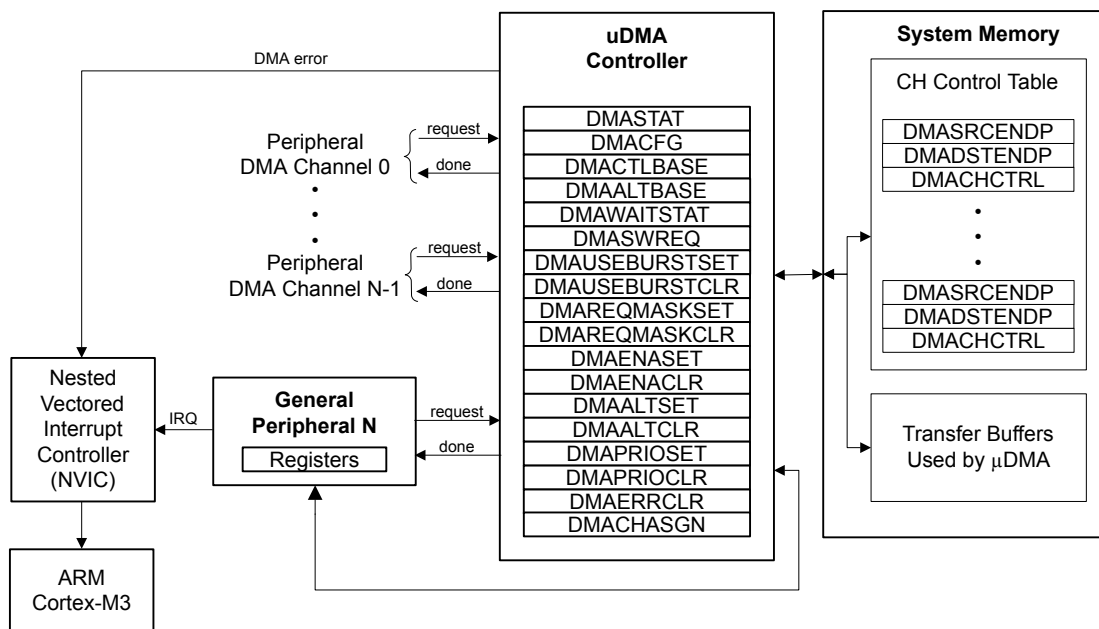 DMA error
Peripheral
DMA Channel 0
request
done
Peripheral
DMA Channel N-1
request
done
Nested
Vectored
Interrupt
Controller
(NVIC)
IRQ
General
Peripheral N
Registers
request
done
ARM
Cortex-M3
uDMA
Controller
DMASTAT
DMACFG
DMACTLBASE
DMAALTBASE
DMAWAITSTAT
DMASWREQ
DMAUSEBURSTSET
DMAUSEBURSTCLR
DMAREQMASKSET
DMAREQMASKCLR
DMAENASET
DMAENACLR
DMAALTSET
DMAALTCLR
DMAPRIOSET
DMAPRIOCLR
DMAERRCLR
DMACHASGN
System Memory
CH Control Table
DMASRCENDP
DMADSTENDP
DMACHCTRL
DMASRCENDP
DMADSTENDP
DMACHCTRL
Transfer Buffers
Used by μDMA